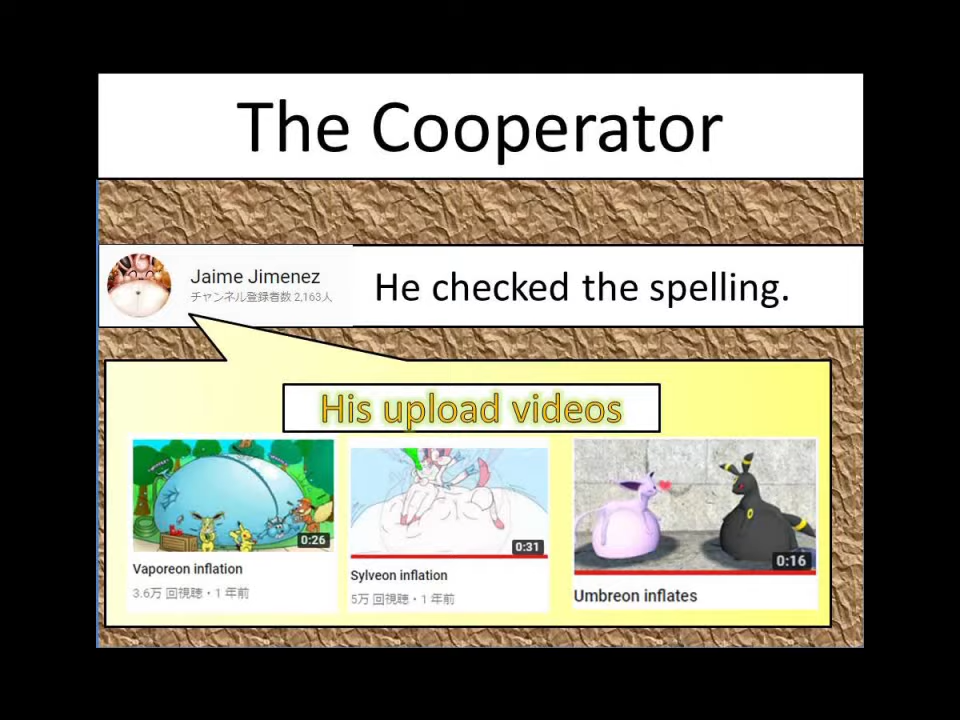 The Cooperator
Jaime Jimenez
チャンネル登録者数 2,163人
He checked the spelling.
His upload videos
0:26
0:31
0:16
Vaporeon inflation
3.6万 回視聴・1 年前
Sylveon inflation
5万 回視聴・1 年前
Umbreon inflates